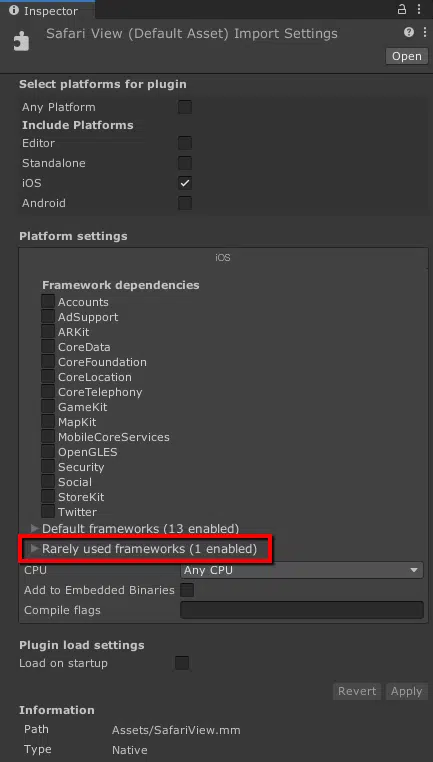 Inspector
Safari View (Default Asset) Import Settings
Open
Select platforms for plugin
Any Platform
Include Platforms
Editor
Standalone
iOS
Android
Platform settings
iOS
Framework dependencies
Accounts
AdSupport
ARKit
CoreData
CoreFoundation
CoreLocation
CoreTelephony
GameKit
MapKit
MobileCoreServices
OpenGLES
Security
Social
StoreKit
Twitter
Default frameworks (13 enabled)
Rarely used frameworks (1 enabled)
CPU Any CPU
Add to Embedded Binaries
Compile flags
Plugin load settings
Load on startup
Revert Apply
Information
Path Assets/SafariView.mm
Type Native